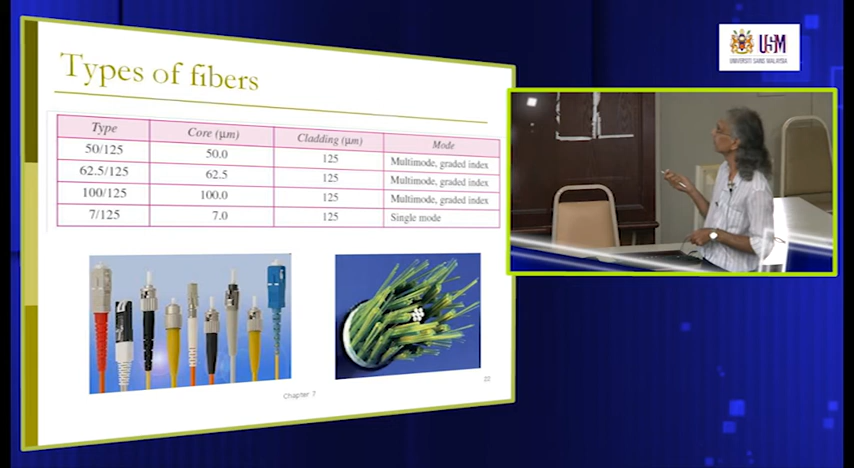 USM
UNIVERSITI SAINS MALAYSIA
Types of fibers
Type Core (µm) Cladding (µm) Mode
50/125 50.0 125 Multimode, graded index
62.5/125 62.5 125 Multimode, graded index
100/125 100.0 125 Multimode, graded index
7/125 7.0 125 Single mode
Chapter 7
22